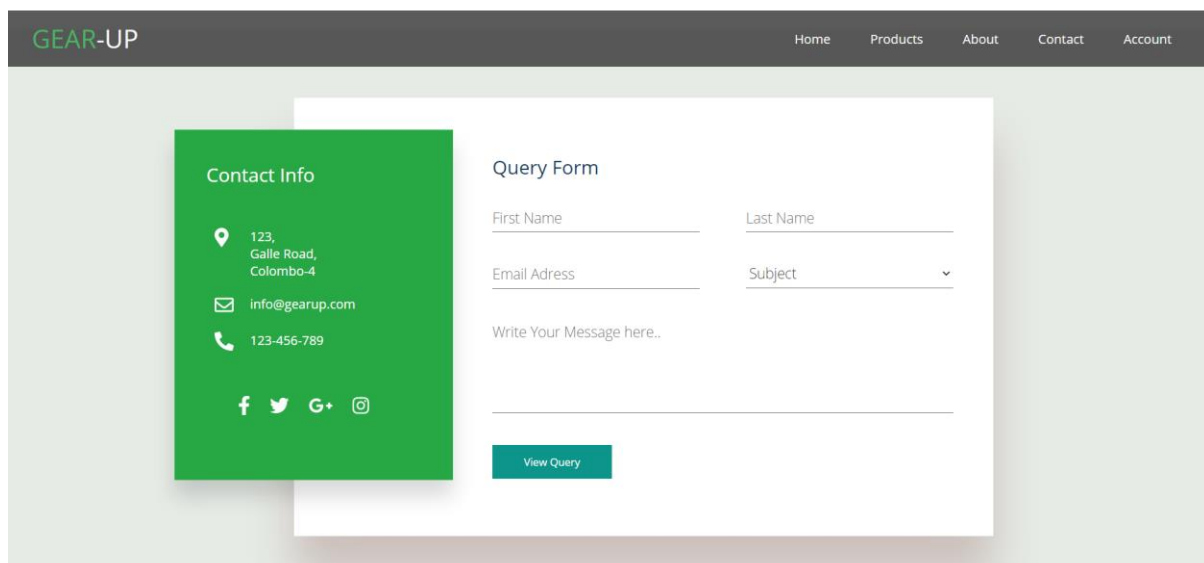 GEAR-UP
Home Products About Contact Account
Contact Info
123,
Galle Road,
Colombo-4
info@gearup.com
123-456-789
G+
Query Form
First Name Last Name
Email Adress Subject
Write Your Message here..
View Query